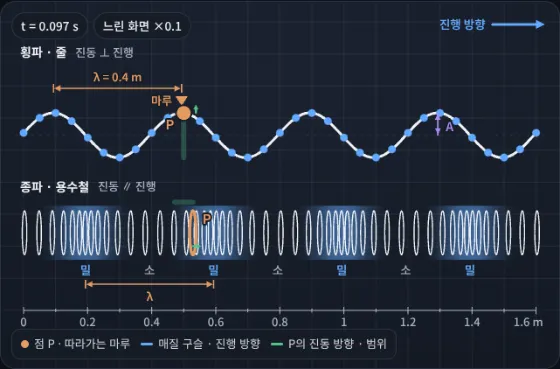 t = 0.097 s
느린 화면 ×0.1
진행 방향
횡파 · 줄 진동 ⊥ 진행
λ = 0.4 m
마루
P
A
종파 · 용수철 진동 ∥ 진행
P
밀 소 밀 소 밀 소 밀
λ
0 0.2 0.4 0.6 0.8 1 1.2 1.4 1.6 m
점 P · 따라가는 마루 매질 구슬 · 진행 방향 P의 진동 방향 · 범위